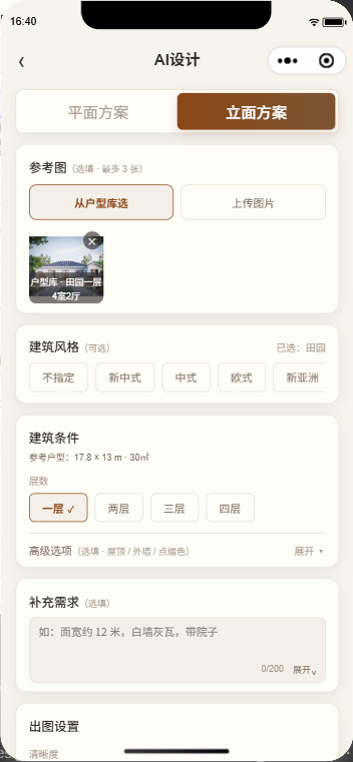 16:40
AI设计
平面方案
立面方案
参考图（选填 · 最多 3 张）
从户型库选
上传图片
户型库 · 田园一层
4室2厅
建筑风格（可选）
已选：田园
不指定
新中式
中式
欧式
新亚洲
建筑条件
参考户型：17.8 × 13 m · 30㎡
层数
一层 ✓
两层
三层
四层
高级选项（选填 · 屋顶 / 外墙 / 点缀色）
展开
补充需求（选填）
如：面宽约 12 米，白墙灰瓦，带院子
0/200
展开
出图设置
清晰度